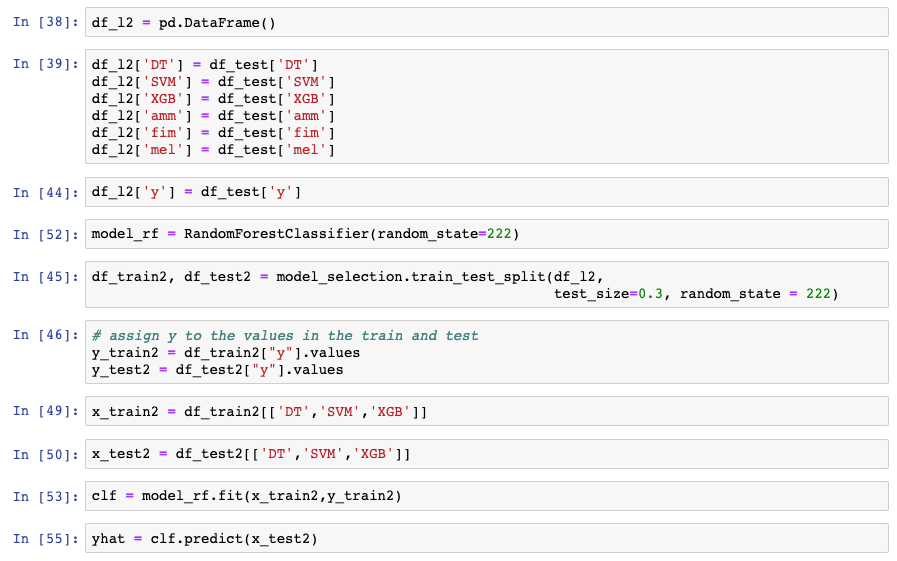 In [38]: df_l2 = pd.DataFrame()
In [39]: df_l2['DT'] = df_test['DT']
df_l2['SVM'] = df_test['SVM']
df_l2['XGB'] = df_test['XGB']
df_l2['amm'] = df_test['amm']
df_l2['fim'] = df_test['fim']
df_l2['mel'] = df_test['mel']
In [44]: df_l2['y'] = df_test['y']
In [52]: model_rf = RandomForestClassifier(random_state=222)
In [45]: df_train2, df_test2 = model_selection.train_test_split(df_l2,
test_size=0.3, random_state = 222)
In [46]: # assign y to the values in the train and test
y_train2 = df_train2["y"].values
y_test2 = df_test2["y"].values
In [49]: x_train2 = df_train2[['DT','SVM','XGB']]
In [50]: x_test2 = df_test2[['DT','SVM','XGB']]
In [53]: clf = model_rf.fit(x_train2,y_train2)
In [55]: yhat = clf.predict(x_test2)